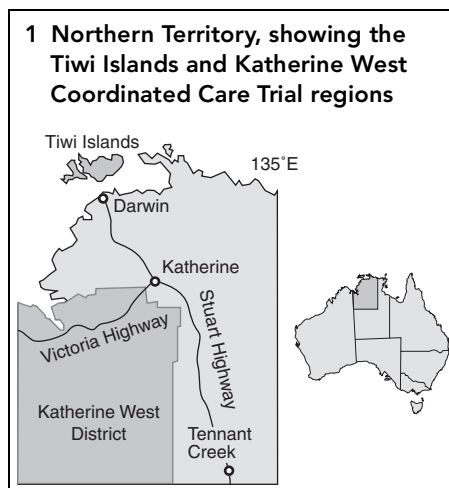 1 Northern Territory, showing the
Tiwi Islands and Katherine West
Coordinated Care Trial regions
Tiwi Islands
135°E
Darwin
Katherine
Stuart Highway
Victoria Highway
Katherine West
District
Tennant
Creek